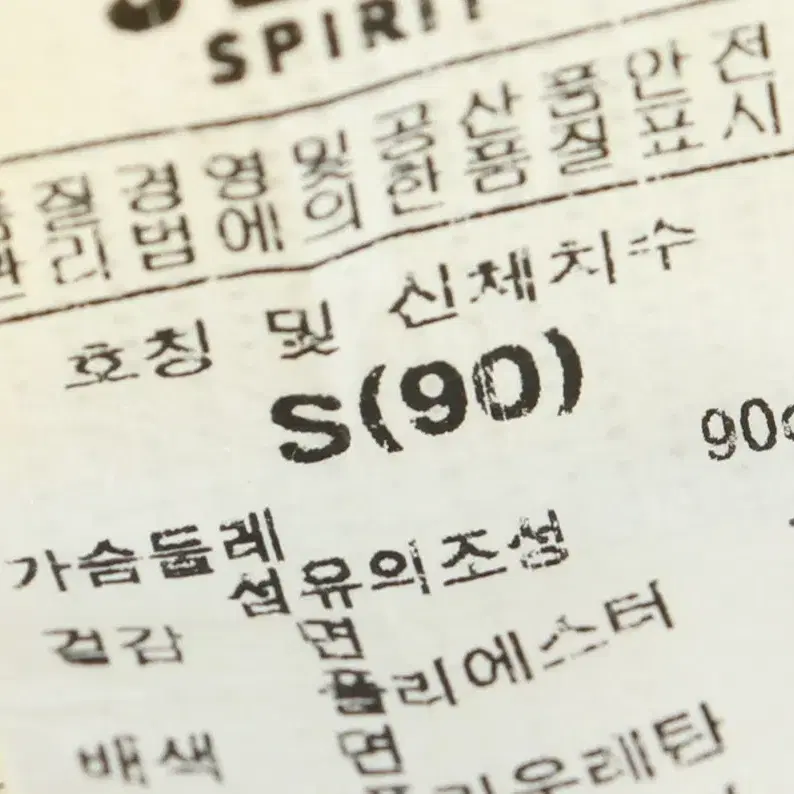 SPIRIT
질경영및공산품안전
리법에의한품질표시
호칭 및 신체치수
S(90)
90
가슴둘레
섬유의조성
겉감 면
폴리에스터
배색 면
폴리우레탄